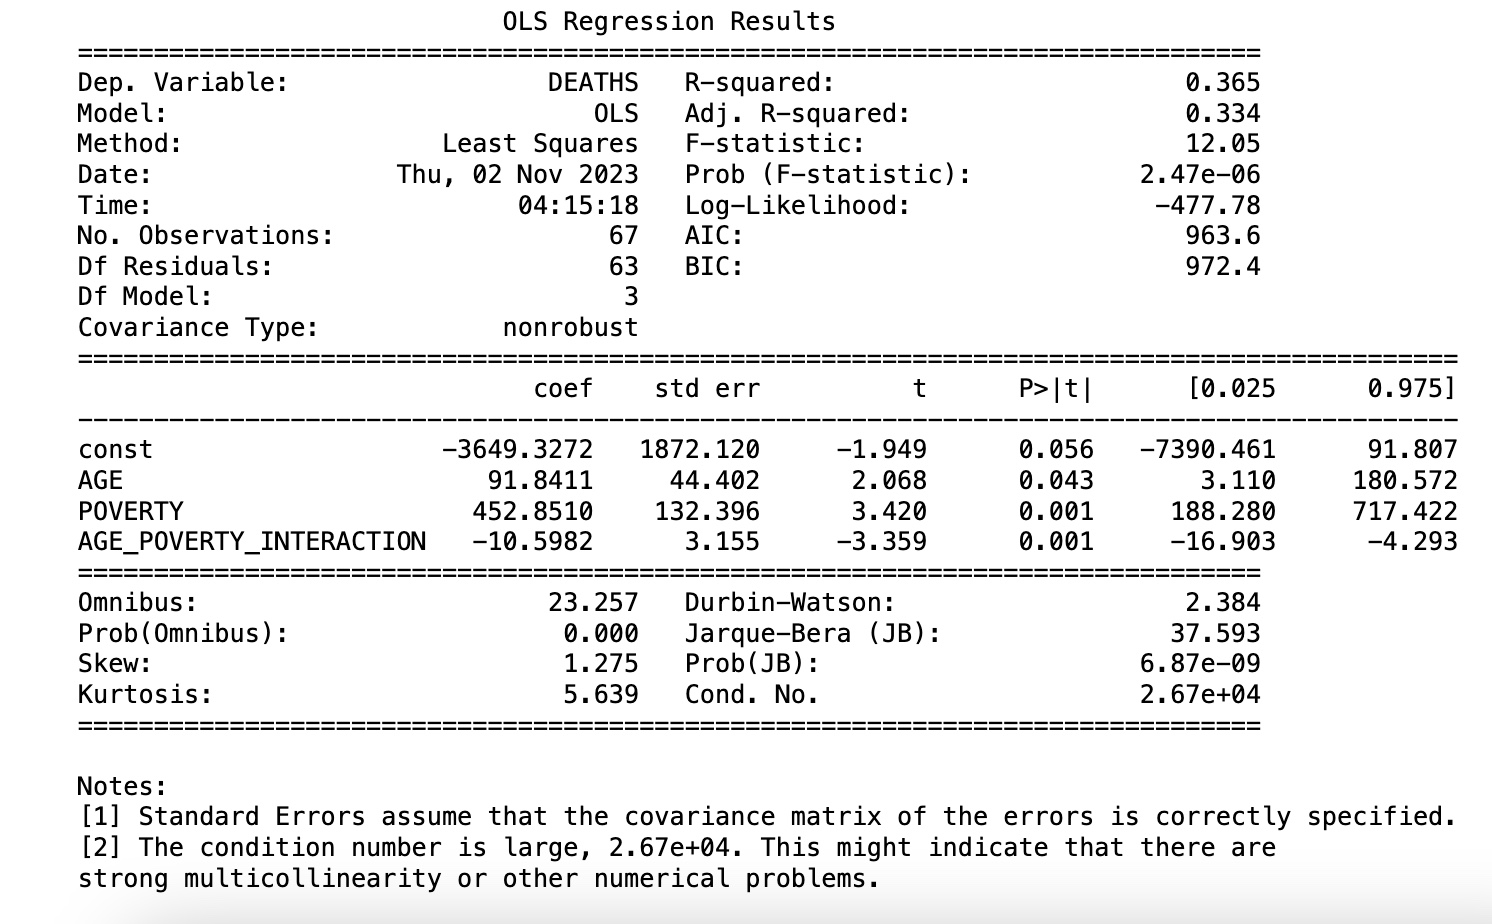 OLS Regression Results
==============================================================================
Dep. Variable: DEATHS R-squared: 0.365
Model: OLS Adj. R-squared: 0.334
Method: Least Squares F-statistic: 12.05
Date: Thu, 02 Nov 2023 Prob (F-statistic): 2.47e-06
Time: 04:15:18 Log-Likelihood: -477.78
No. Observations: 67 AIC: 963.6
Df Residuals: 63 BIC: 972.4
Df Model: 3
Covariance Type: nonrobust
===========================================================================================
coef std err t P>|t| [0.025 0.975]
-------------------------------------------------------------------------------------------
const -3649.3272 1872.120 -1.949 0.056 -7390.461 91.807
AGE 91.8411 44.402 2.068 0.043 3.110 180.572
POVERTY 452.8510 132.396 3.420 0.001 188.280 717.422
AGE_POVERTY_INTERACTION -10.5982 3.155 -3.359 0.001 -16.903 -4.293
==============================================================================
Omnibus: 23.257 Durbin-Watson: 2.384
Prob(Omnibus): 0.000 Jarque-Bera (JB): 37.593
Skew: 1.275 Prob(JB): 6.87e-09
Kurtosis: 5.639 Cond. No. 2.67e+04
==============================================================================
Notes:
[1] Standard Errors assume that the covariance matrix of the errors is correctly specified.
[2] The condition number is large, 2.67e+04. This might indicate that there are
strong multicollinearity or other numerical problems.